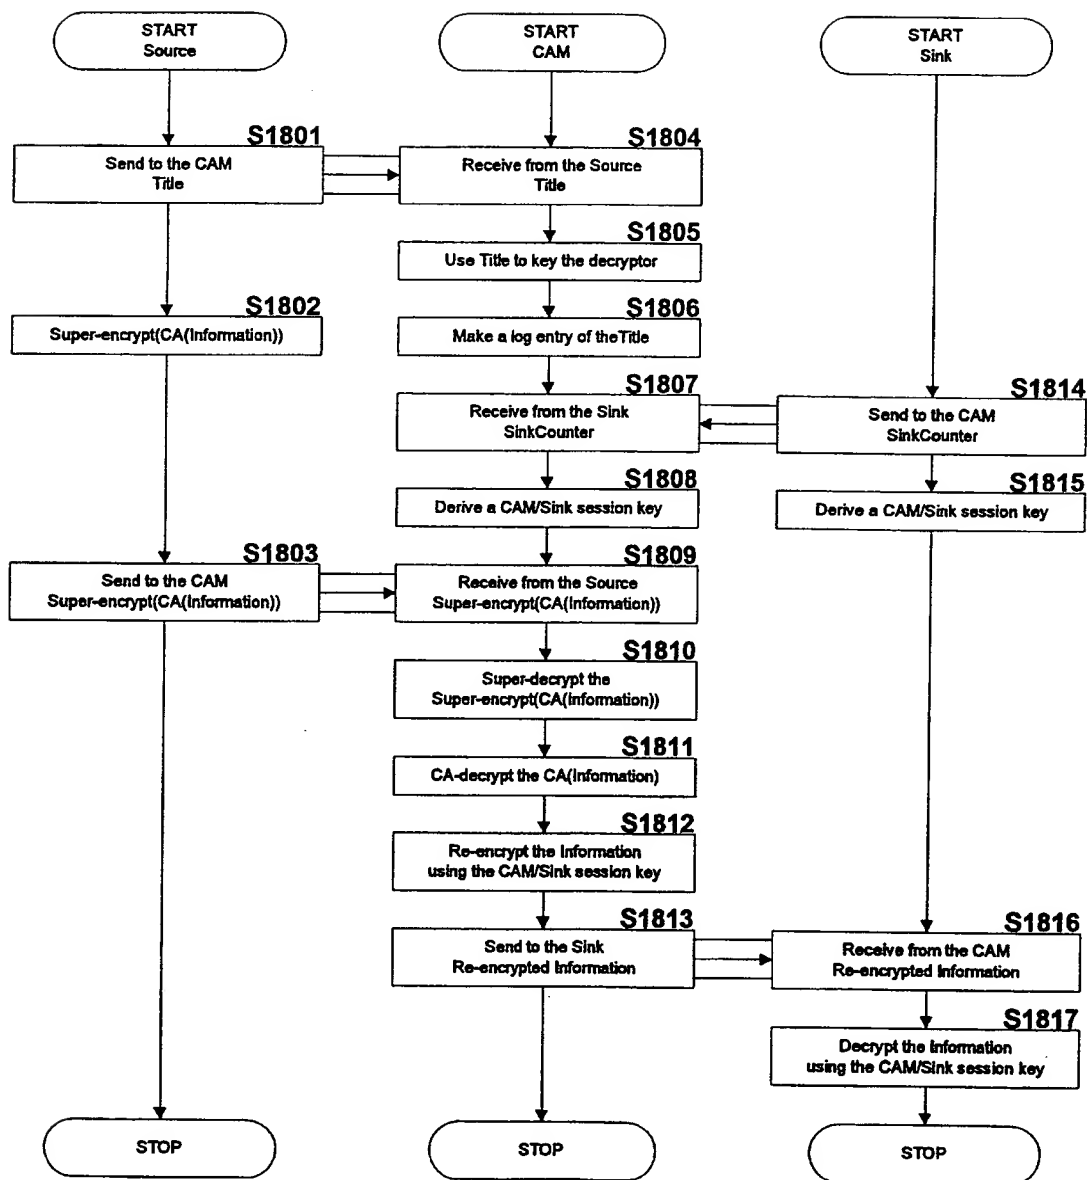 START
Source
START
CAM
START
Sink
S1801
Send to the CAM
Title
S1804
Receive from the Source
Title
S1805
Use Title to key the decryptor
S1802
Super-encrypt(CA(Information))
S1806
Make a log entry of theTitle
S1807
Receive from the Sink
SinkCounter
S1814
Send to the CAM
SinkCounter
S1808
Derive a CAM/Sink session key
S1815
Derive a CAM/Sink session key
S1803
Send to the CAM
Super-encrypt(CA(Information))
S1809
Receive from the Source
Super-encrypt(CA(Information))
S1810
Super-decrypt the
Super-encrypt(CA(Information))
S1811
CA-decrypt the CA(Information)
S1812
Re-encrypt the Information
using the CAM/Sink session key
S1813
Send to the Sink
Re-encrypted Information
S1816
Receive from the CAM
Re-encrypted Information
S1817
Decrypt the Information
using the CAM/Sink session key
STOP
STOP
STOP